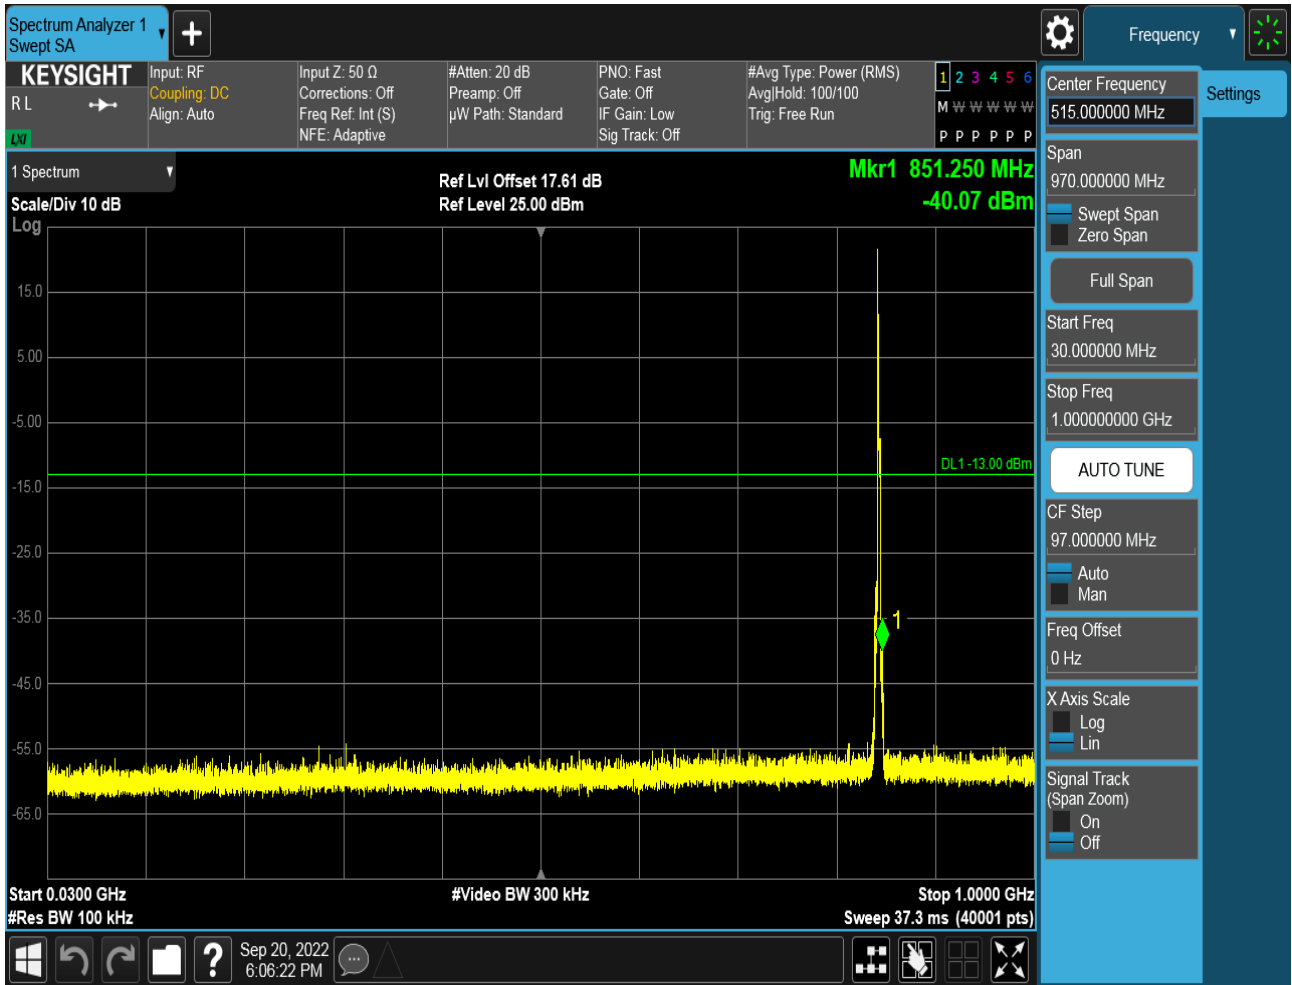 Spectrum Analyzer 1
Swept SA
Frequency
KEYSIGHT
R L
LXI
Input: RF
Coupling: DC
Align: Auto
Input Z: 50 Ω
Corrections: Off
Freq Ref: Int (S)
NFE: Adaptive
#Atten: 20 dB
Preamp: Off
µW Path: Standard
PNO: Fast
Gate: Off
IF Gain: Low
Sig Track: Off
#Avg Type: Power (RMS)
Avg|Hold: 100/100
Trig: Free Run
1 2 3 4 5 6
M W W W W W
P P P P P P
Center Frequency
515.000000 MHz
Settings
1 Spectrum
Scale/Div 10 dB
Log
Ref Lvl Offset 17.61 dB
Ref Level 25.00 dBm
Mkr1 851.250 MHz
-40.07 dBm
15.0
5.00
-5.00
-15.0
-25.0
-35.0
-45.0
-55.0
-65.0
DL1 -13.00 dBm
1
Start 0.0300 GHz
#Res BW 100 kHz
#Video BW 300 kHz
Stop 1.0000 GHz
Sweep 37.3 ms (40001 pts)
Span
970.000000 MHz
Swept Span
Zero Span
Full Span
Start Freq
30.000000 MHz
Stop Freq
1.000000000 GHz
AUTO TUNE
CF Step
97.000000 MHz
Auto
Man
Freq Offset
0 Hz
X Axis Scale
Log
Lin
Signal Track
(Span Zoom)
On
Off
?
Sep 20, 2022
6:06:22 PM